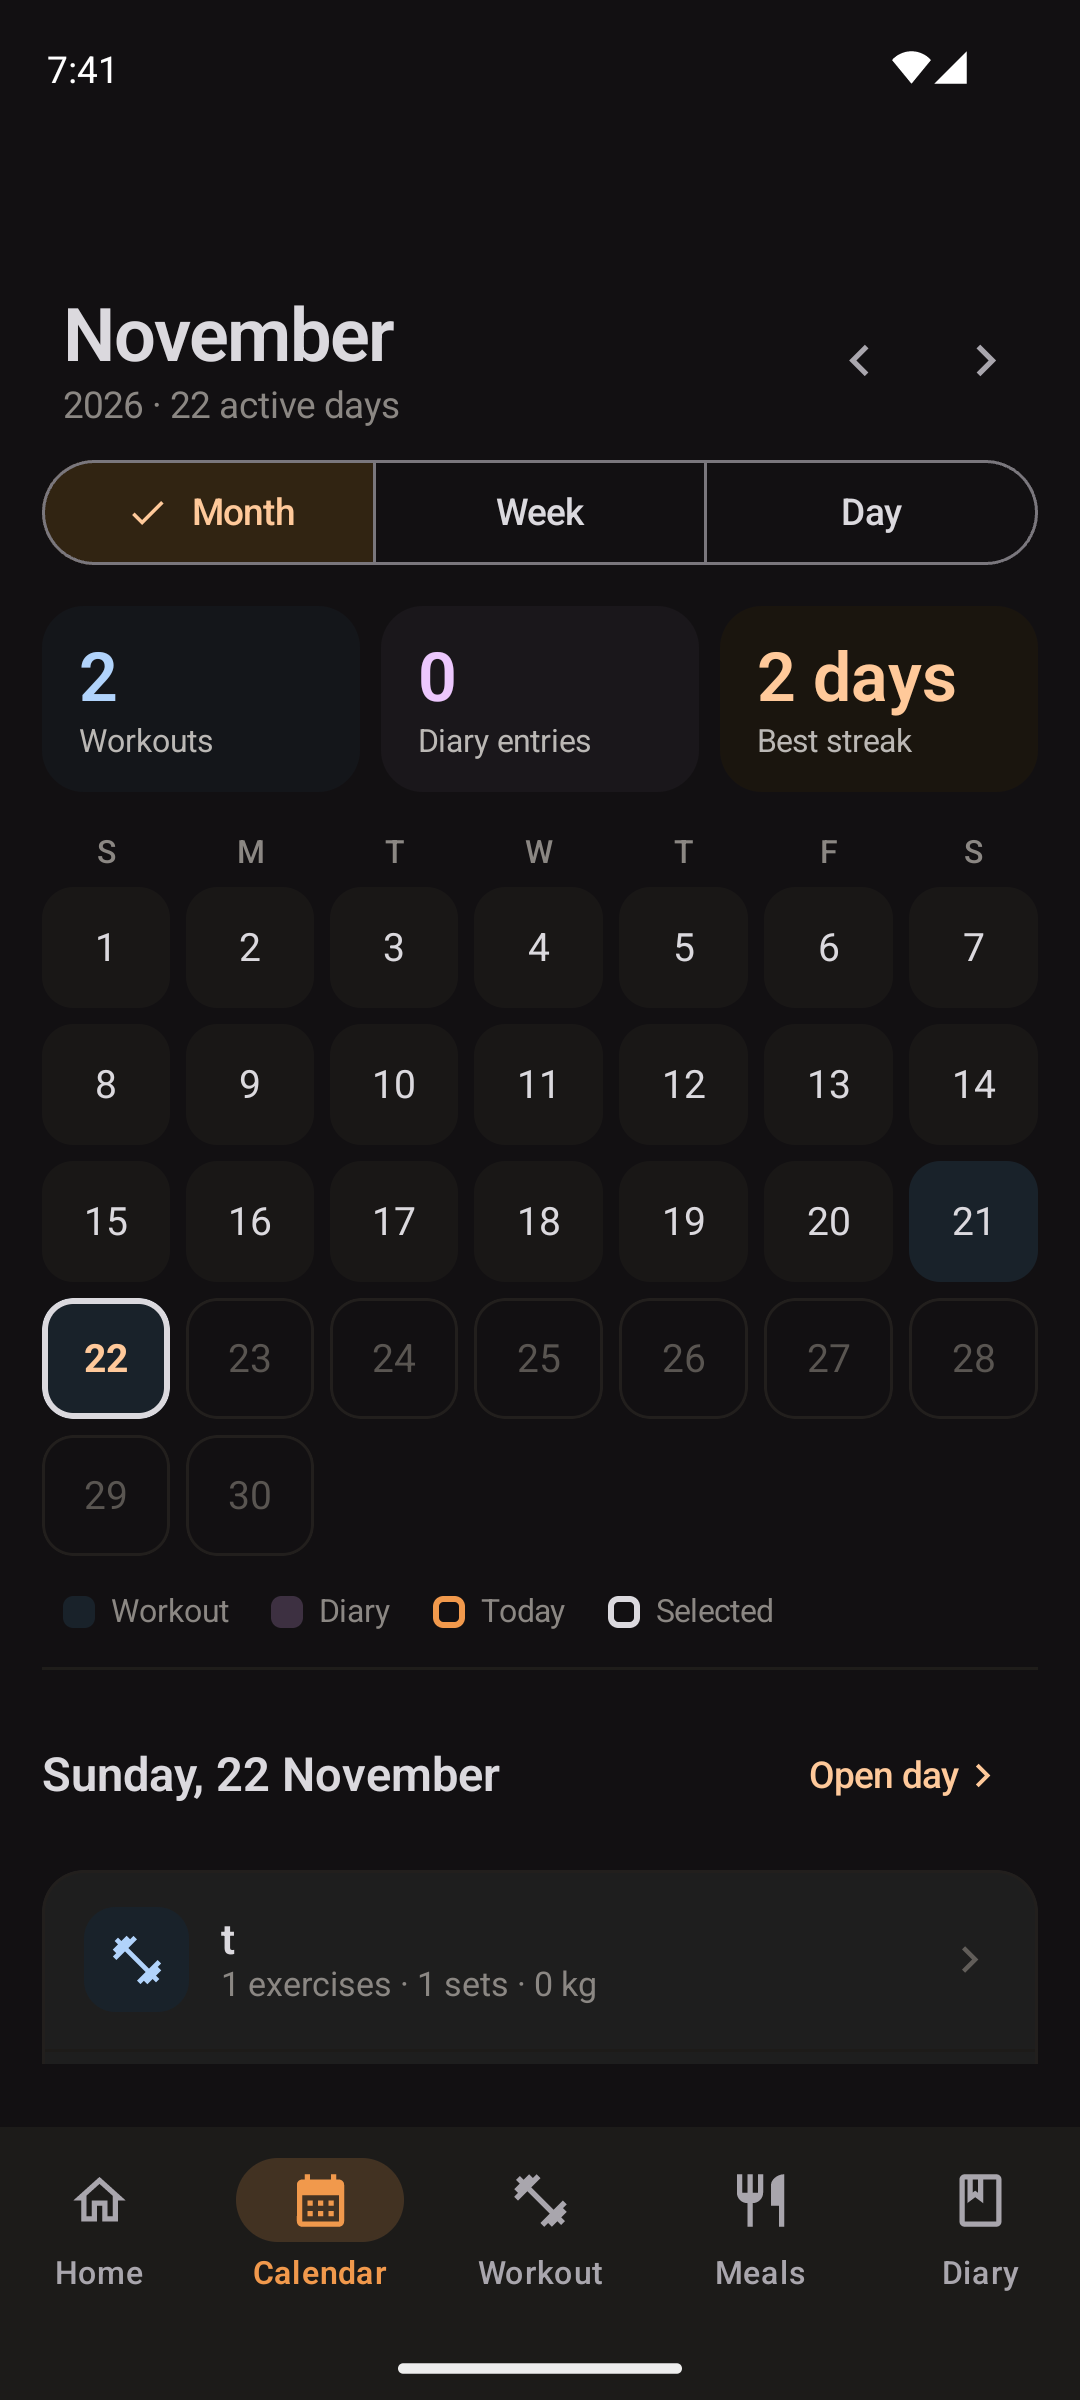 7:41
November
2026 · 22 active days
Month Week Day
2 0 2 days
Workouts Diary entries Best streak
S M T W T F S
1 2 3 4 5 6 7
8 9 10 11 12 13 14
15 16 17 18 19 20 21
22 23 24 25 26 27 28
29 30
Workout Diary Today Selected
Sunday, 22 November Open day
t
1 exercises · 1 sets · 0 kg
Home Calendar Workout Meals Diary